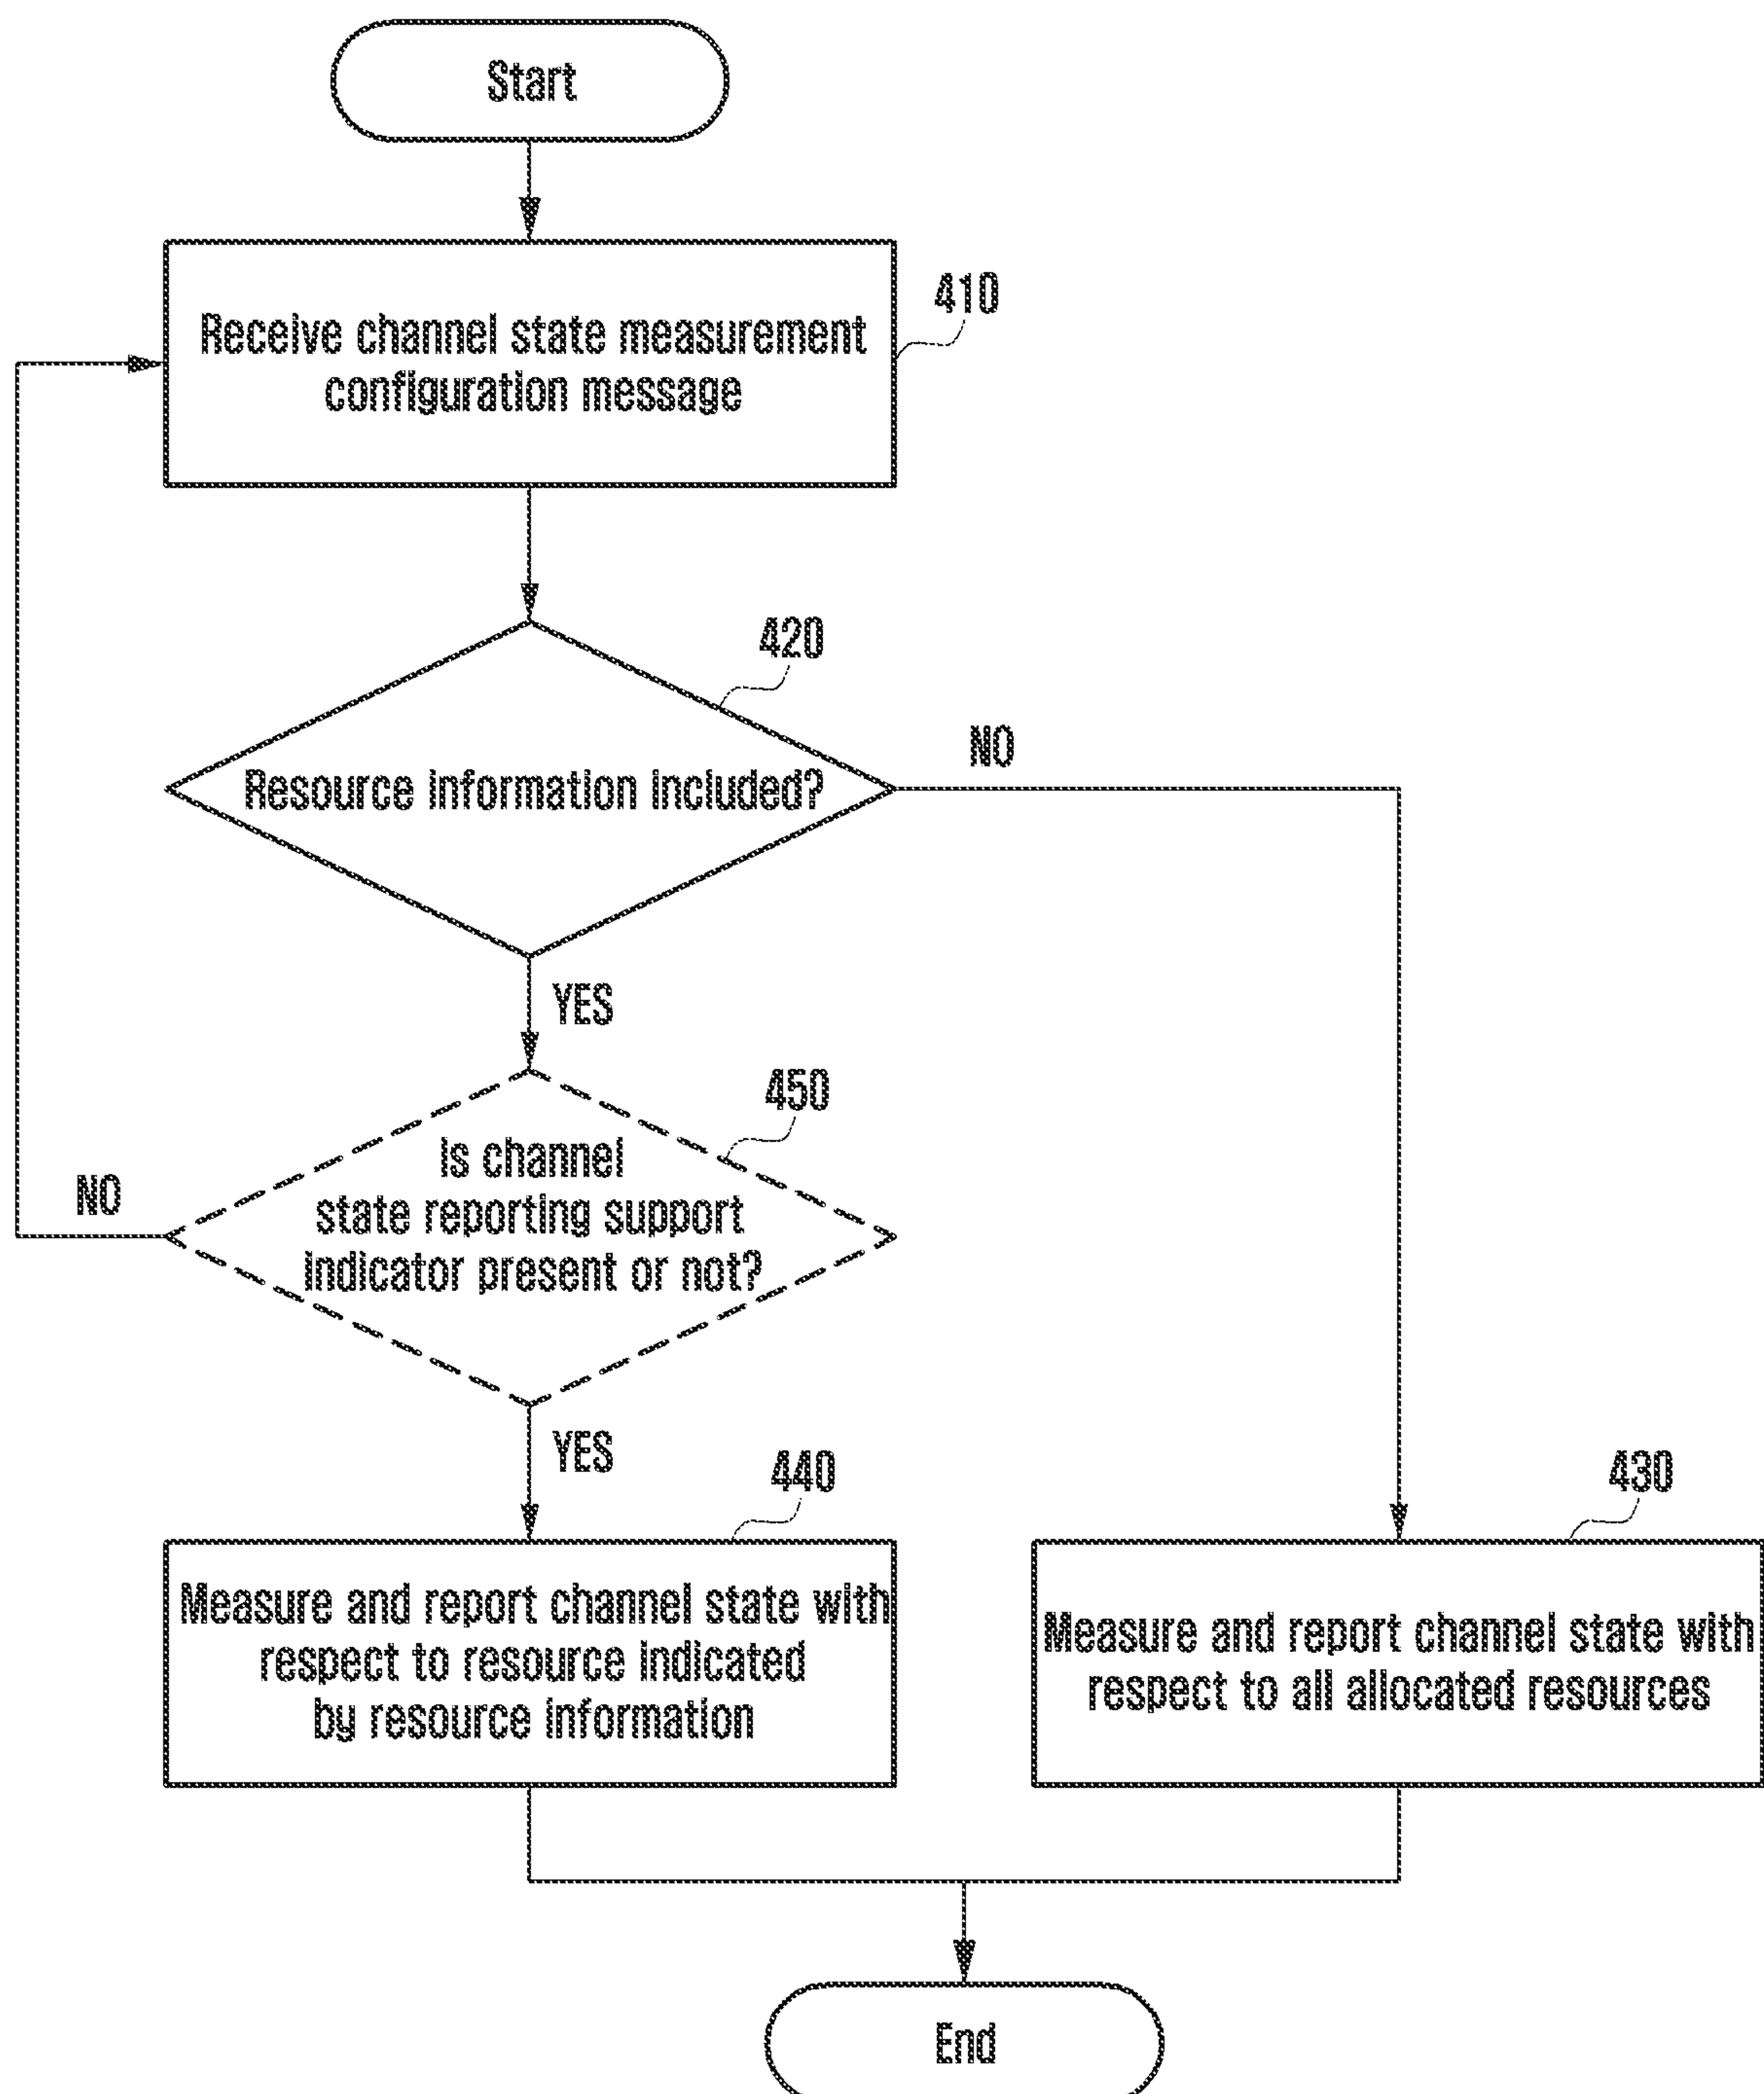 Start
410
Receive channel state measurement
configuration message
420
NO
Resource information included?
YES
450
Is channel
state reporting support
indicator present or not?
NO
YES
440
430
Measure and report channel state with
respect to resource indicated
by resource information
Measure and report channel state with
respect to all allocated resources
End